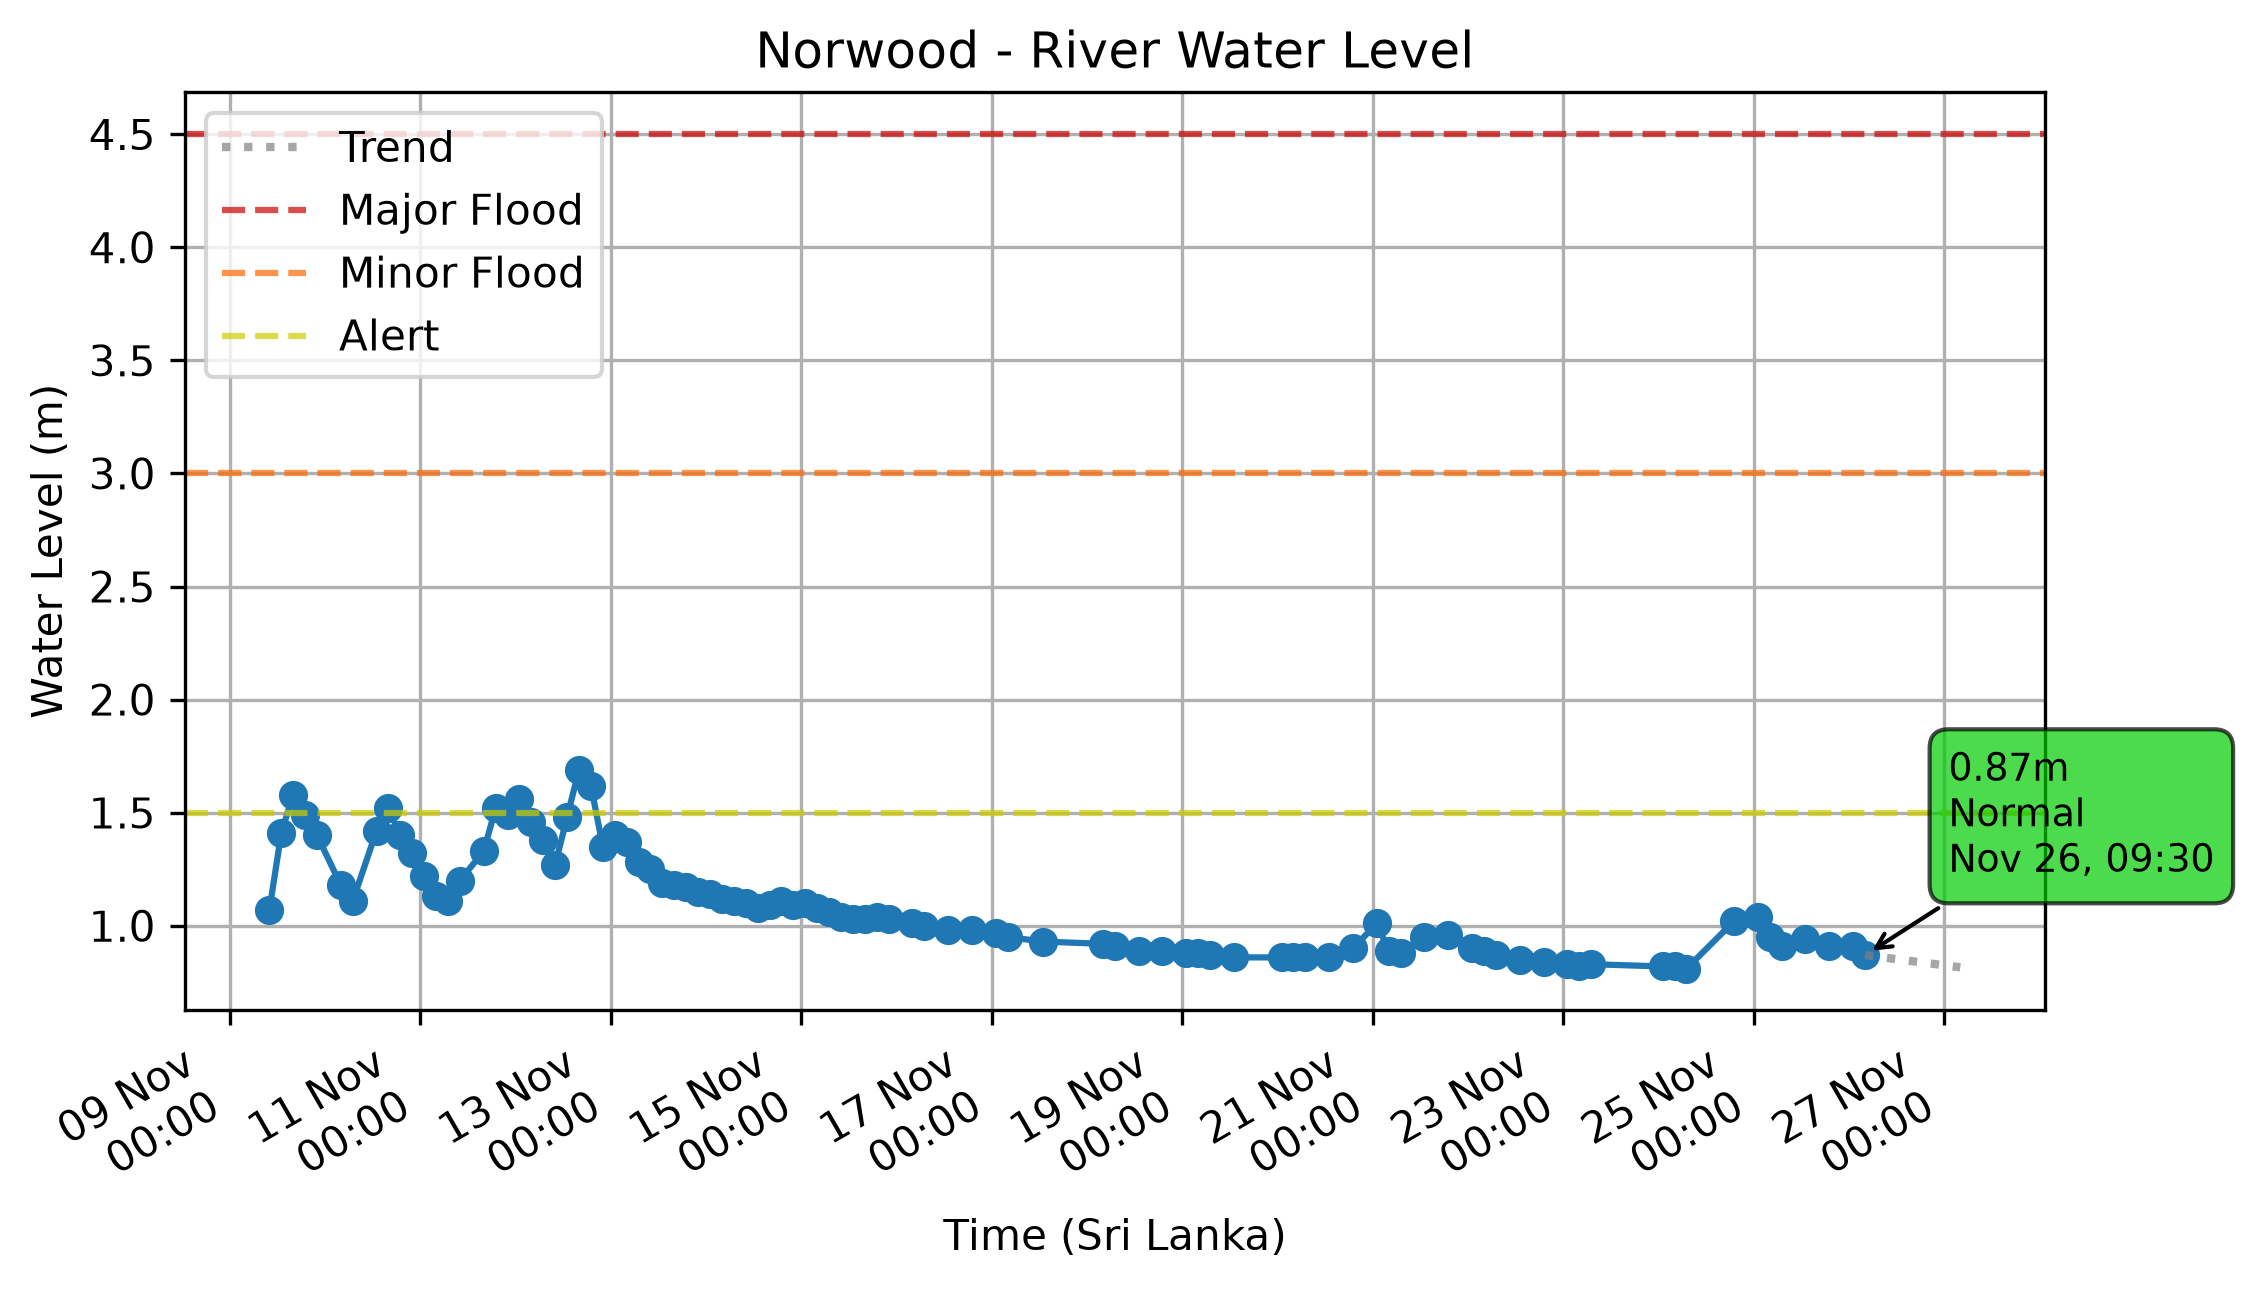 Norwood - River Water Level
Trend
Major Flood
Minor Flood
Alert
4.5
4.0
3.5
3.0
2.5
2.0
1.5
1.0
Water Level (m)
0.87m
Normal
Nov 26, 09:30
09 Nov
00:00
11 Nov
00:00
13 Nov
00:00
15 Nov
00:00
17 Nov
00:00
19 Nov
00:00
21 Nov
00:00
23 Nov
00:00
25 Nov
00:00
27 Nov
00:00
Time (Sri Lanka)